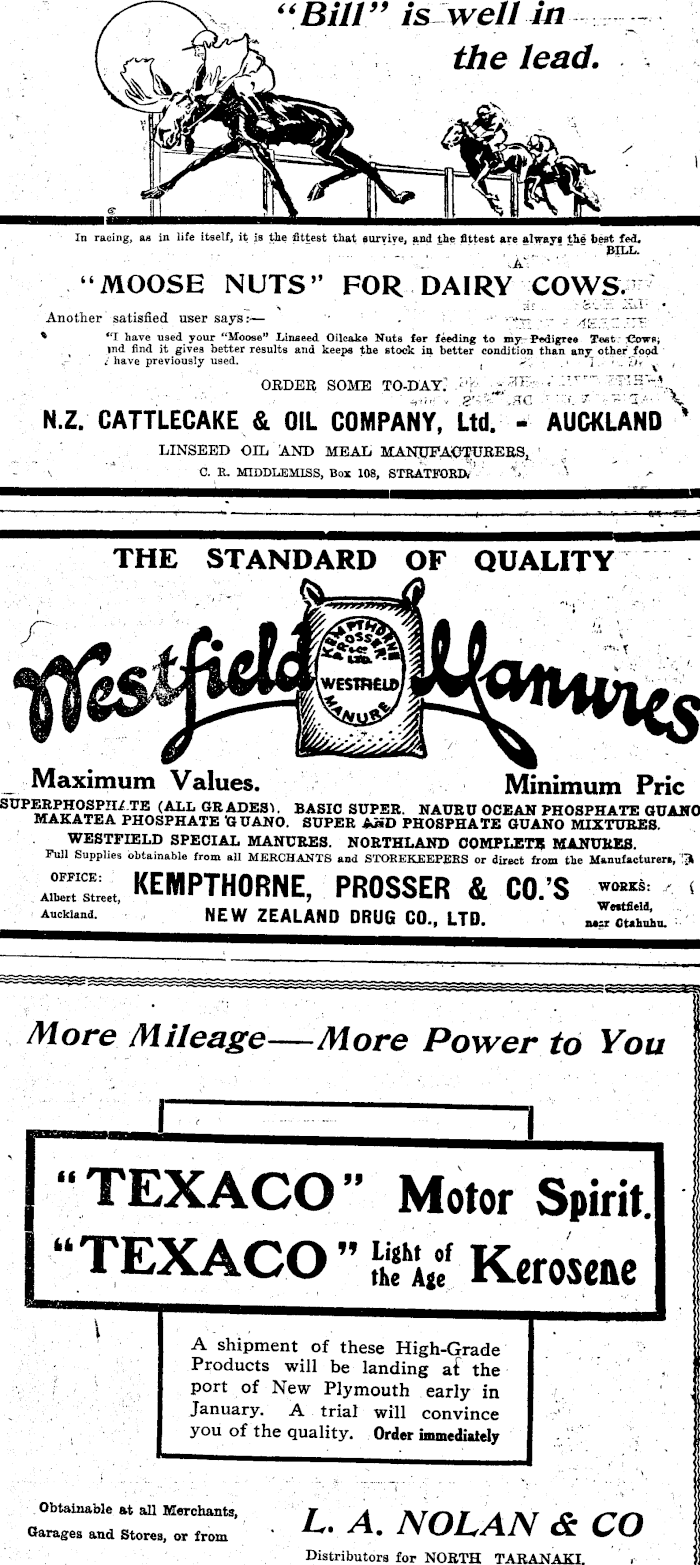 "Bill" is well in
the lead.
In racing, as in life itself, it is the fittest that survive, and the fittest are always the best fed.
BILL.
"MOOSE NUTS" FOR DAIRY COWS.
Another satisfied user says:—
"I have used your "Moose" Linseed Oilcake Nuts for feeding to my Pedigree Test Cows,
and find it gives better results and keeps the stock in better condition than any other food
I have previously used.
ORDER SOME TO-DAY.
N.Z. CATTLECAKE & OIL COMPANY, Ltd. - AUCKLAND
LINSEED OIL AND MEAL MANUFACTURERS,
C. R. MIDDLEMISS, Box 108, STRATFORD.
THE STANDARD OF QUALITY
Westfield Manures
KEMPTHORNE
PROSSER
& CO
LTD.
WESTFIELD
MANURE
Maximum Values. Minimum Pric
SUPERPHOSPHATE (ALL GRADES). BASIC SUPER. NAURU OCEAN PHOSPHATE GUANO
MAKATEA PHOSPHATE GUANO. SUPER AND PHOSPHATE GUANO MIXTURES.
WESTFIELD SPECIAL MANURES. NORTHLAND COMPLETE MANURES.
Full Supplies obtainable from all MERCHANTS and STOREKEEPERS or direct from the Manufacturers,
OFFICE:
Albert Street,
Auckland.
KEMPTHORNE, PROSSER & CO.'S
NEW ZEALAND DRUG CO., LTD.
WORKS:
Westfield,
near Otahuhu.
More Mileage—More Power to You
"TEXACO" Motor Spirit.
"TEXACO" Light of the Age Kerosene
A shipment of these High-Grade
Products will be landing at the
port of New Plymouth early in
January. A trial will convince
you of the quality. Order immediately
Obtainable at all Merchants,
Garages and Stores, or from
L. A. NOLAN & CO
Distributors for NORTH TARANAKI.